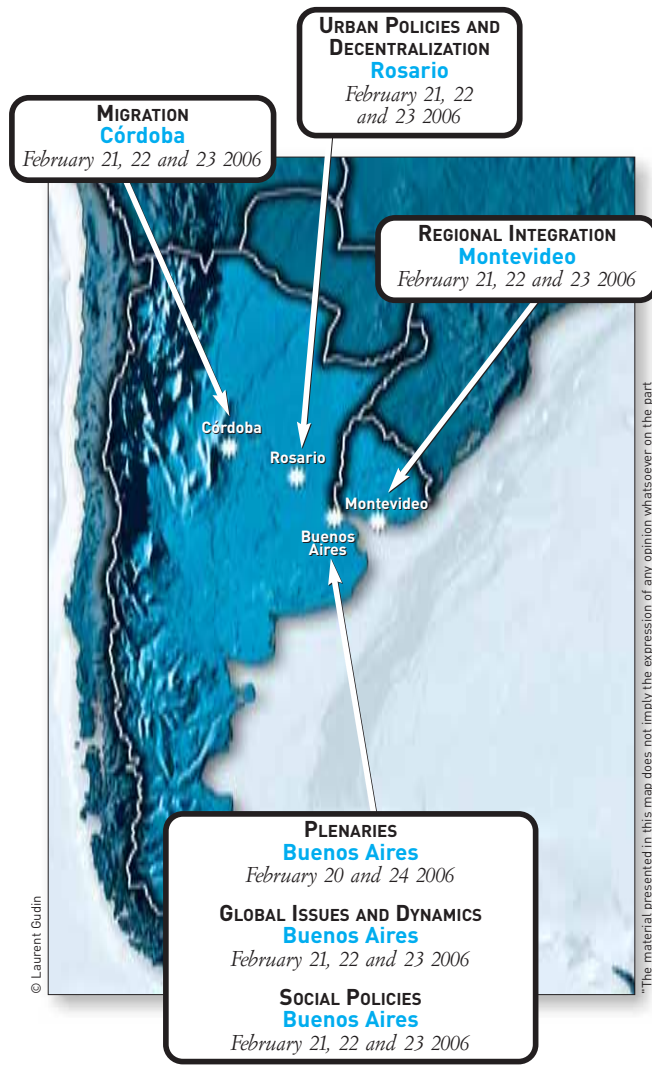 URBAN POLICIES AND
DECENTRALIZATION
Rosario
February 21, 22
and 23 2006
MIGRATION
Córdoba
February 21, 22 and 23 2006
REGIONAL INTEGRATION
Montevideo
February 21, 22 and 23 2006
Córdoba
Rosario
Montevideo
Buenos
Aires
PLENARIES
Buenos Aires
February 20 and 24 2006
GLOBAL ISSUES AND DYNAMICS
Buenos Aires
February 21, 22 and 23 2006
SOCIAL POLICIES
Buenos Aires
February 21, 22 and 23 2006
© Laurent Gudin
"The material presented in this map does not imply the expression of any opinion whatsoever on the part